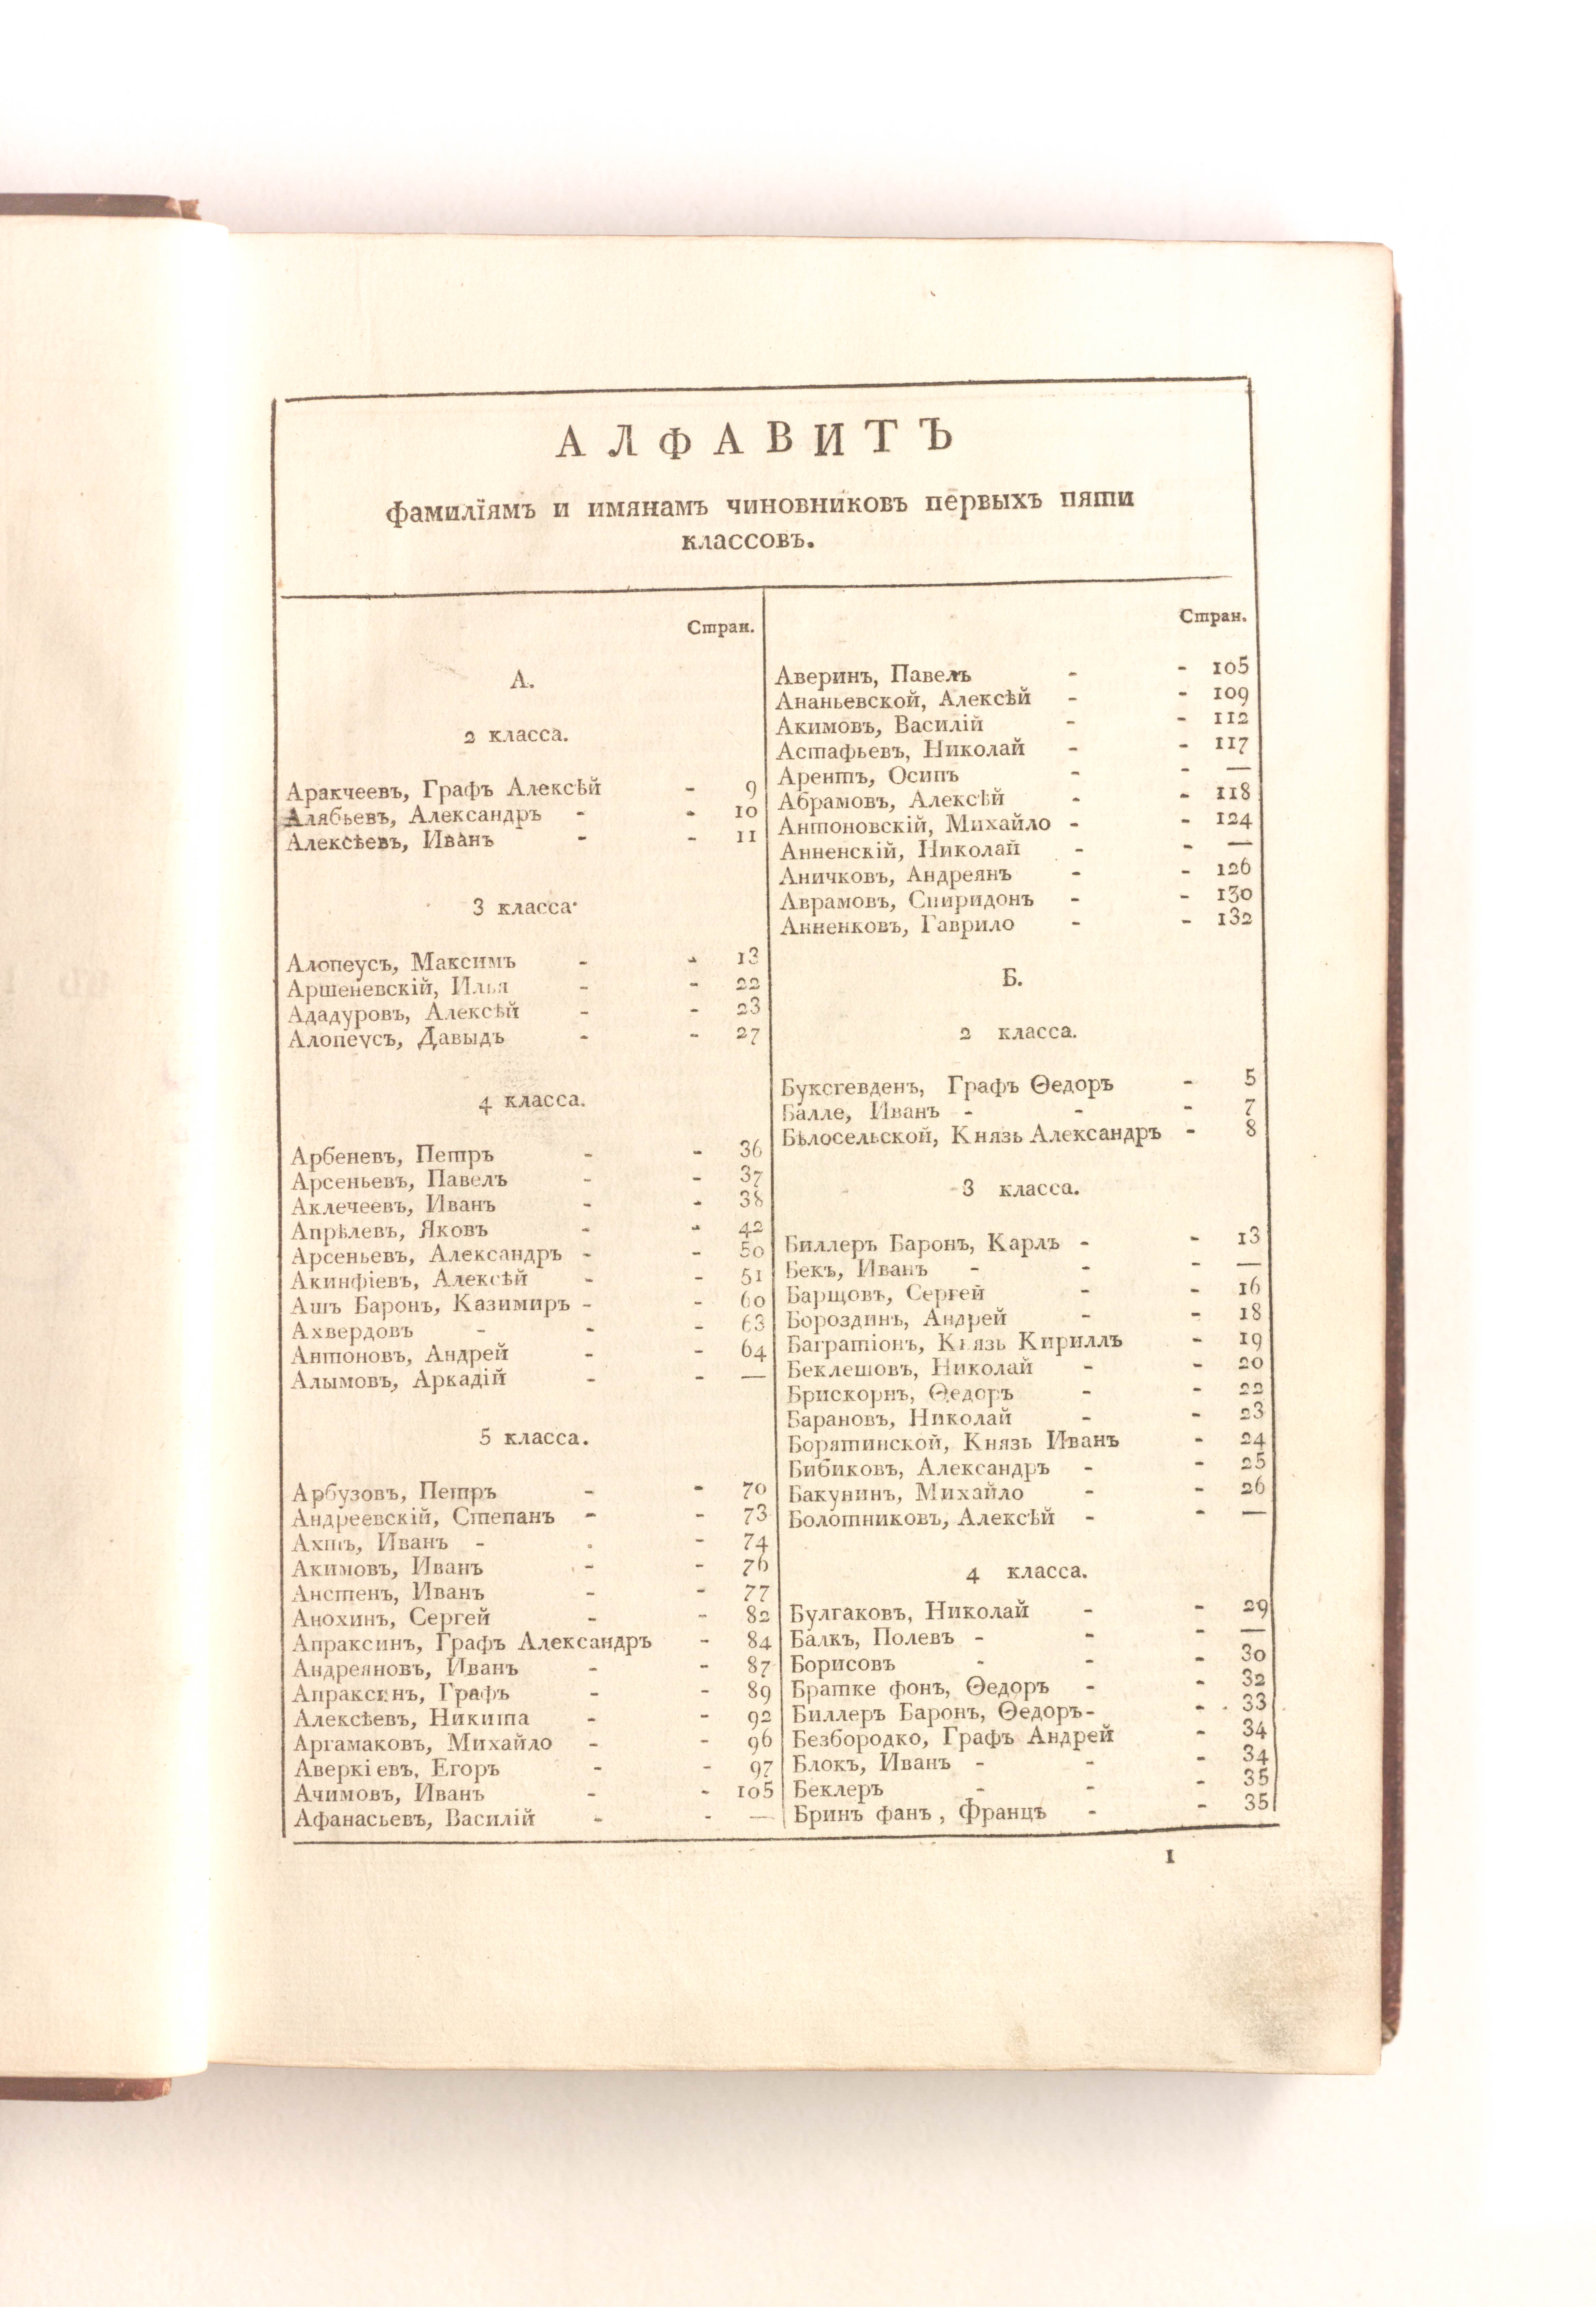 АЛФАВИТЪ
фамилїямъ и имянамъ чиновниковъ первыхъ пяти
классовъ.
Стран.
А.
2 класса.
Аракчеевъ, Графъ Алексѣй - 9
Алябьевъ, Александръ - - 10
Алексѣевъ, Иванъ - - 11
3 класса.
Алопеусъ, Максимъ - - 13
Аршеневскій, Илья - - 22
Ададуровъ, Алексѣй - - 23
Алопеусъ, Давыдъ - - 27
4 класса.
Арбеневъ, Петръ - - 36
Арсеньевъ, Павелъ - - 37
Аклечеевъ, Иванъ - - 38
Апрѣлевъ, Яковъ - - 42
Арсеньевъ, Александръ - - 50
Акинфіевъ, Алексѣй - - 51
Ашъ Баронъ, Казимиръ - - 60
Ахвердовъ - - - 63
Антоновъ, Андрей - - 64
Алымовъ, Аркадій - - —
5 класса.
Арбузовъ, Петръ - - 70
Андреевскій, Степанъ - - 73
Ахтъ, Иванъ - - - 74
Акимовъ, Иванъ - - 76
Анстенъ, Иванъ - - 77
Анохинъ, Сергей - - 82
Апраксинъ, Графъ Александръ - 84
Андреяновъ, Иванъ - - 87
Апраксинъ, Графъ - - 89
Алексѣевъ, Никита - - 92
Аргамаковъ, Михайло - - 96
Аверкіевъ, Егоръ - - 97
Ачимовъ, Иванъ - - 105
Афанасьевъ, Василій - - —
Стран.
Аверинъ, Павелъ - - 105
Ананьевской, Алексѣй - - 109
Акимовъ, Василій - - 112
Астафьевъ, Николай - - 117
Арентъ, Осипъ - - —
Абрамовъ, Алексѣй - - 118
Антоновскій, Михайло - - 124
Анненскій, Николай - - —
Аничковъ, Андреянъ - - 126
Аврамовъ, Спиридонъ - - 130
Анненковъ, Гаврило - - 132
Б.
2 класса.
Буксгевденъ, Графъ Ѳедоръ - 5
Балле, Иванъ - - - 7
Бѣлосельской, Князь Александръ - 8
3 класса.
Биллеръ Баронъ, Карлъ - - 13
Бекъ, Иванъ - - - —
Барщовъ, Сергей - - 16
Бороздинъ, Андрей - - 18
Багратіонъ, Князь Кириллъ - 19
Беклешовъ, Николай - - 20
Брискорнъ, Ѳедоръ - - 22
Барановъ, Николай - - 23
Борятинской, Князь Иванъ - 24
Бибиковъ, Александръ - - 25
Бакунинъ, Михайло - - 26
Болотниковъ, Алексѣй - - —
4 класса.
Булгаковъ, Николай - - 29
Балкъ, Полевъ - - - —
Борисовъ - - - 30
Братке фонъ, Ѳедоръ - - 32
Биллеръ Баронъ, Ѳедоръ- - 33
Безбородко, Графъ Андрей - 34
Блокъ, Иванъ - - - 34
Беклеръ - - - 35
Бринъ фанъ, Францъ - - 35
1